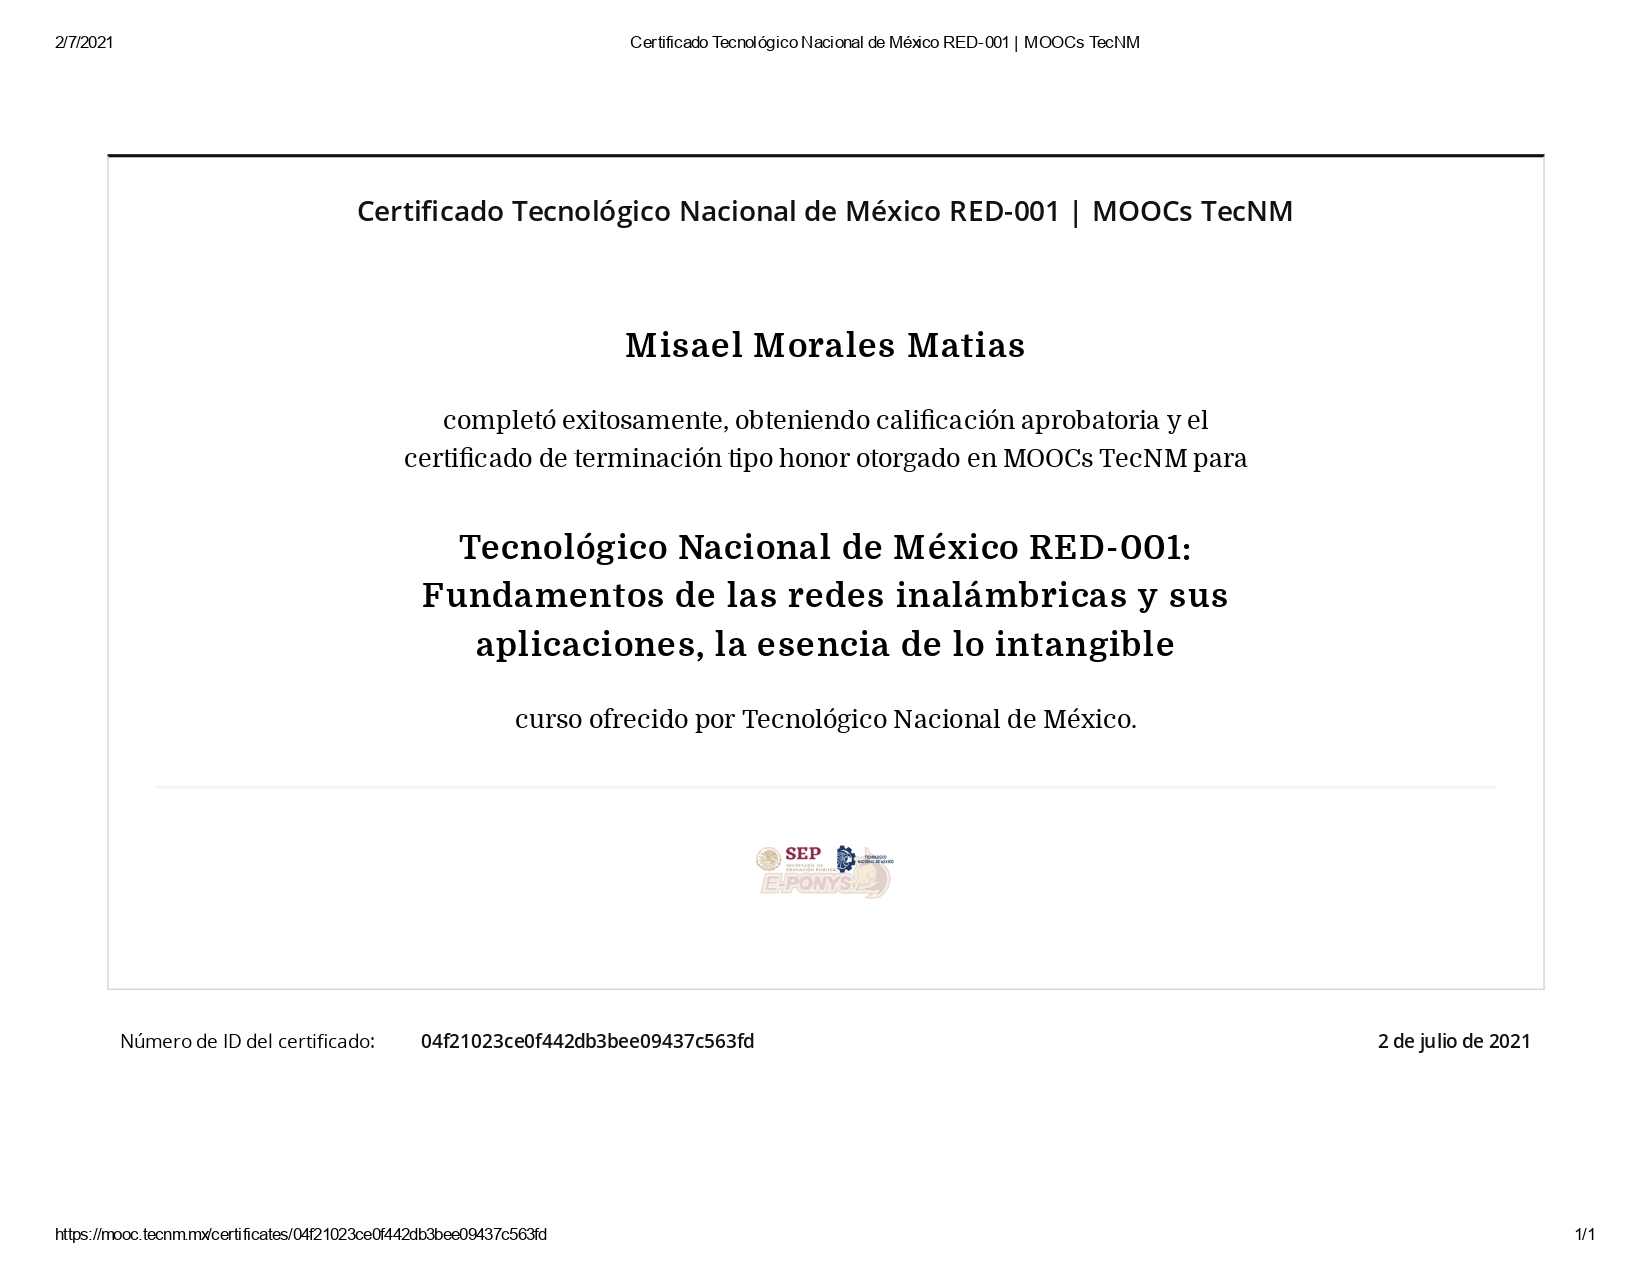 2/7/2021
Certificado Tecnológico Nacional de México RED-001 | MOOCs TecNM
Certificado Tecnológico Nacional de México RED-001 | MOOCs TecNM
Misael Morales Matias
completó exitosamente, obteniendo calificación aprobatoria y el
certificado de terminación tipo honor otorgado en MOOCs TecNM para
Tecnológico Nacional de México RED-001:
Fundamentos de las redes inalámbricas y sus
aplicaciones, la esencia de lo intangible
curso ofrecido por Tecnológico Nacional de México.
SEP
SECRETARÍA DE
EDUCACIÓN PÚBLICA
TECNOLÓGICO
NACIONAL DE MÉXICO
E-PONYS
Número de ID del certificado: 04f21023ce0f442db3bee09437c563fd
2 de julio de 2021
https://mooc.tecnm.mx/certificates/04f21023ce0f442db3bee09437c563fd
1/1